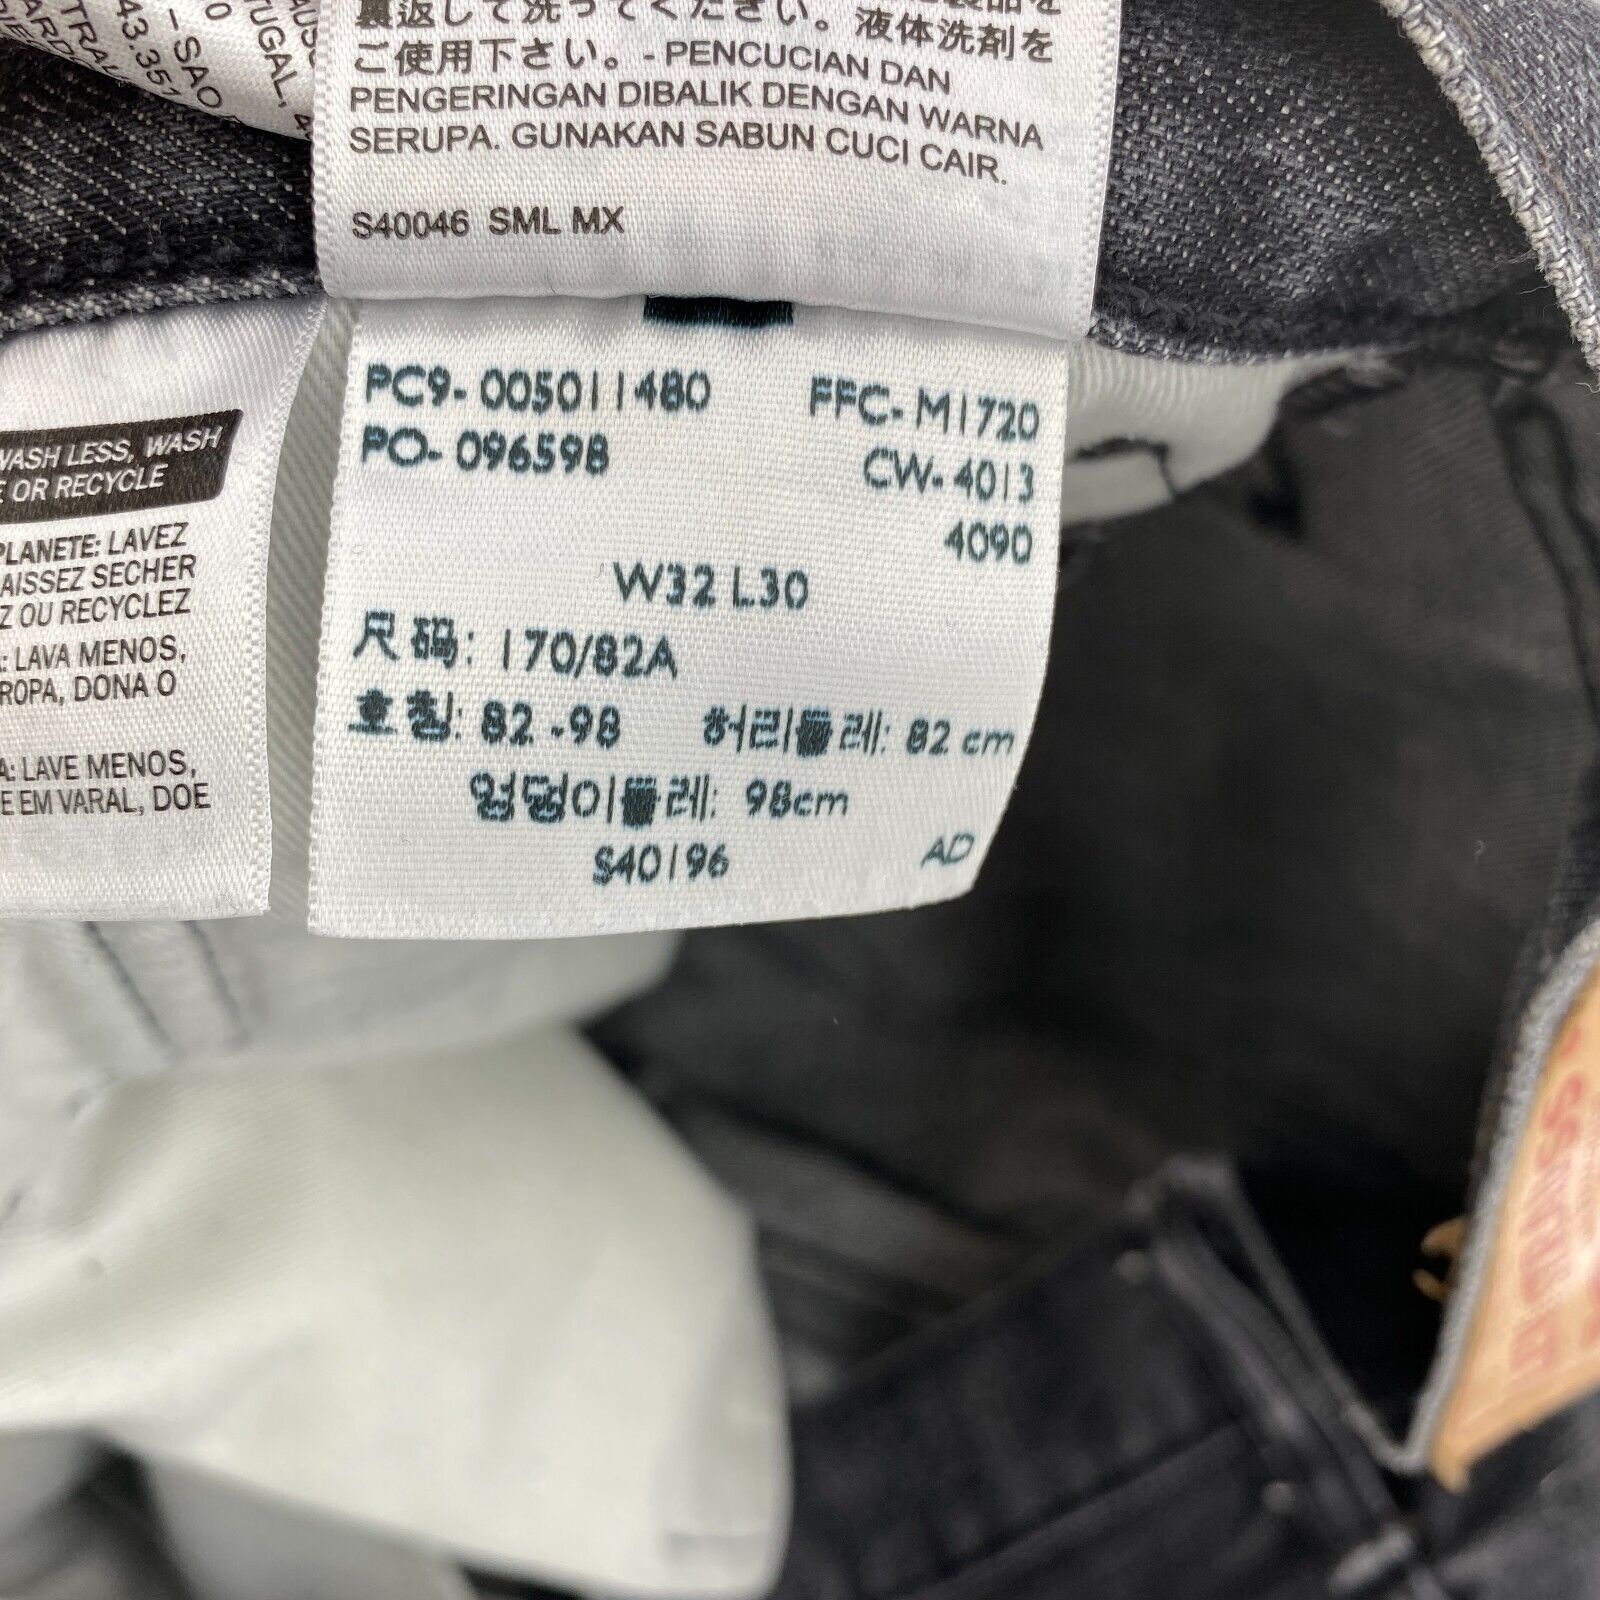 裏返して洗ってください。
ご使用下さい。- PENCUCIAN DAN
液体洗剤を
PENGERINGAN DIBALIK DENGAN WARNA
SERUPA. GUNAKAN SABUN CUCI CAIR.
S40046 SML MX
WASH LESS, WASH
OR RECYCLE
PLANETE: LAVEZ
AISSEZ SECHER
Z OU RECYCLEZ
: LAVA MENOS,
ROPA, DONA O
A: LAVE MENOS,
E EM VARAL, DOE
PC9-005011480 FFC-M1720
PO-096598 CW-4013
4090
W32 L30
尺码: 170/82A
호칭: 82-98 허리둘레: 82 cm
엉덩이둘레: 98cm
S40196 AD